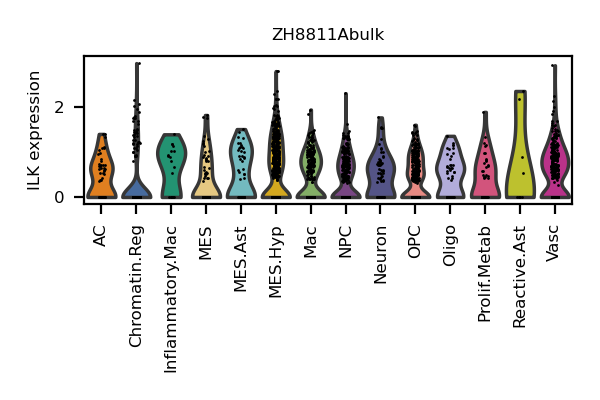 ZH8811Abulk
ILK expression
2
0
AC
Chromatin.Reg
Inflammatory.Mac
MES
MES.Ast
MES.Hyp
Mac
NPC
Neuron
OPC
Oligo
Prolif.Metab
Reactive.Ast
Vasc